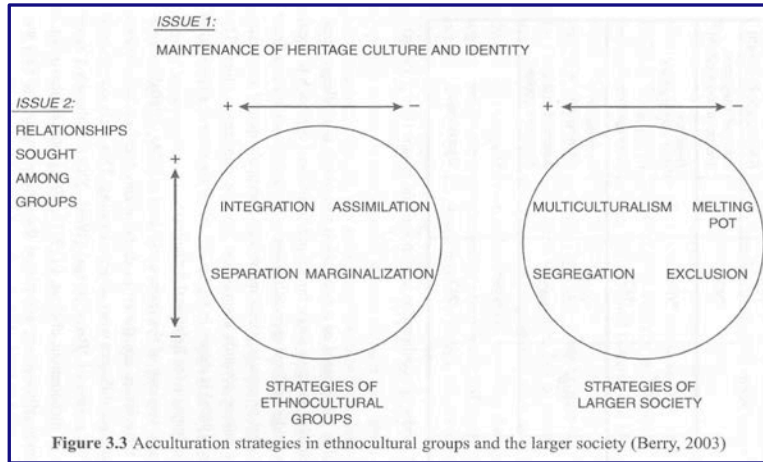 ISSUE 1:
MAINTENANCE OF HERITAGE CULTURE AND IDENTITY
ISSUE 2:
RELATIONSHIPS
SOUGHT
AMONG
GROUPS
+ −
+ −
+
−
INTEGRATION ASSIMILATION
SEPARATION MARGINALIZATION
MULTICULTURALISM MELTING
POT
SEGREGATION EXCLUSION
STRATEGIES OF
ETHNOCULTURAL
GROUPS
STRATEGIES OF
LARGER SOCIETY
Figure 3.3 Acculturation strategies in ethnocultural groups and the larger society (Berry, 2003)